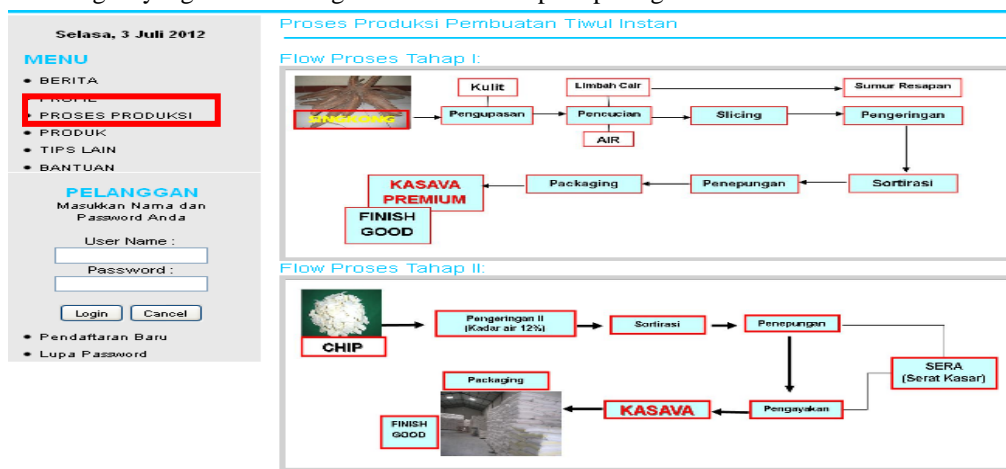 Selasa, 3 Juli 2012
MENU
BERITA
PROFIL
PROSES PRODUKSI
PRODUK
TIPS LAIN
BANTUAN
PELANGGAN
Masukkan Nama dan
Password Anda
User Name :
Password :
Login Cancel
Pendaftaran Baru
Lupa Password
Proses Produksi Pembuatan Tiwul Instan
Flow Proses Tahap I:
Kulit
Limbah Cair
Sumur Resapan
SINGKONG
Pengupasan
Pencucian
Slicing
Pengeringan
AIR
KASAVA
PREMIUM
Packaging
Penepungan
Sortirasi
FINISH
GOOD
Flow Proses Tahap II:
CHIP
Pengeringan II
(Kadar air 12%)
Sortirasi
Penepungan
SERA
(Serat Kasar)
Packaging
KASAVA
Pengayakan
FINISH
GOOD